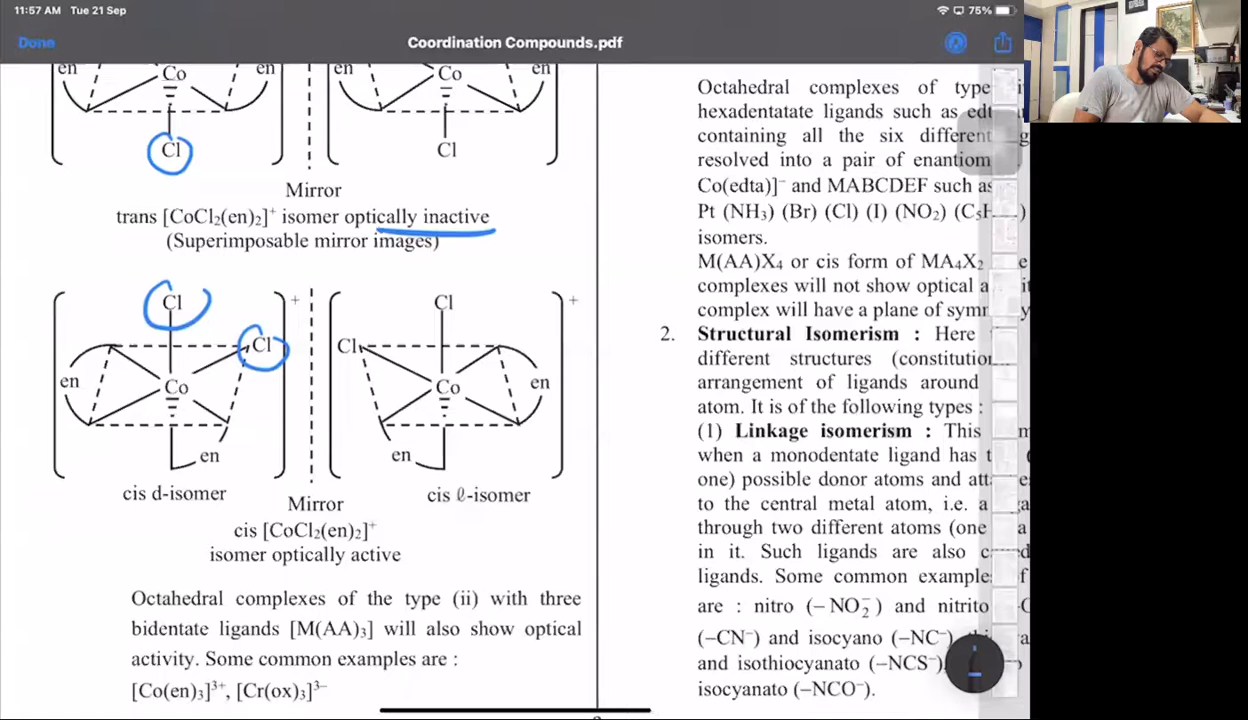 11:57 AM Tue 21 Sep
75%
Done
Coordination Compounds.pdf
en
Co
en
en
Co
en
Cl
Cl
Mirror
trans [CoCl₂(en)₂]⁺ isomer optically inactive
(Superimposable mirror images)
Cl
+
Cl
+
Cl
Cl
en
Co
Co
en
en
en
cis d-isomer
Mirror
cis ℓ-isomer
cis [CoCl₂(en)₂]⁺
isomer optically active
Octahedral complexes of the type (ii) with three
bidentate ligands [M(AA)₃] will also show optical
activity. Some common examples are :
[Co(en)₃]³⁺, [Cr(ox)₃]³⁻
Octahedral complexes of type
hexadentatate ligands such as
containing all the six different
resolved into a pair of
Co(edta)]⁻ and MABCDEF such as
Pt (NH₃) (Br) (Cl) (I) (NO₂)
isomers.
M(AA)X₄ or cis form of MA₄X₂
complexes will not show optical
complex will have a plane of
2. Structural Isomerism : Here
different structures
arrangement of ligands around
atom. It is of the following types :
(1) Linkage isomerism : This
when a monodentate ligand has
one) possible donor atoms and
to the central metal atom, i.e. a
through two different atoms (one
in it. Such ligands are also
ligands. Some common
are : nitro (–NO₂⁻) and nitrito
(–CN⁻) and isocyano (–NC⁻)
and isothiocyanato (–NCS⁻)
isocyanato (–NCO⁻).